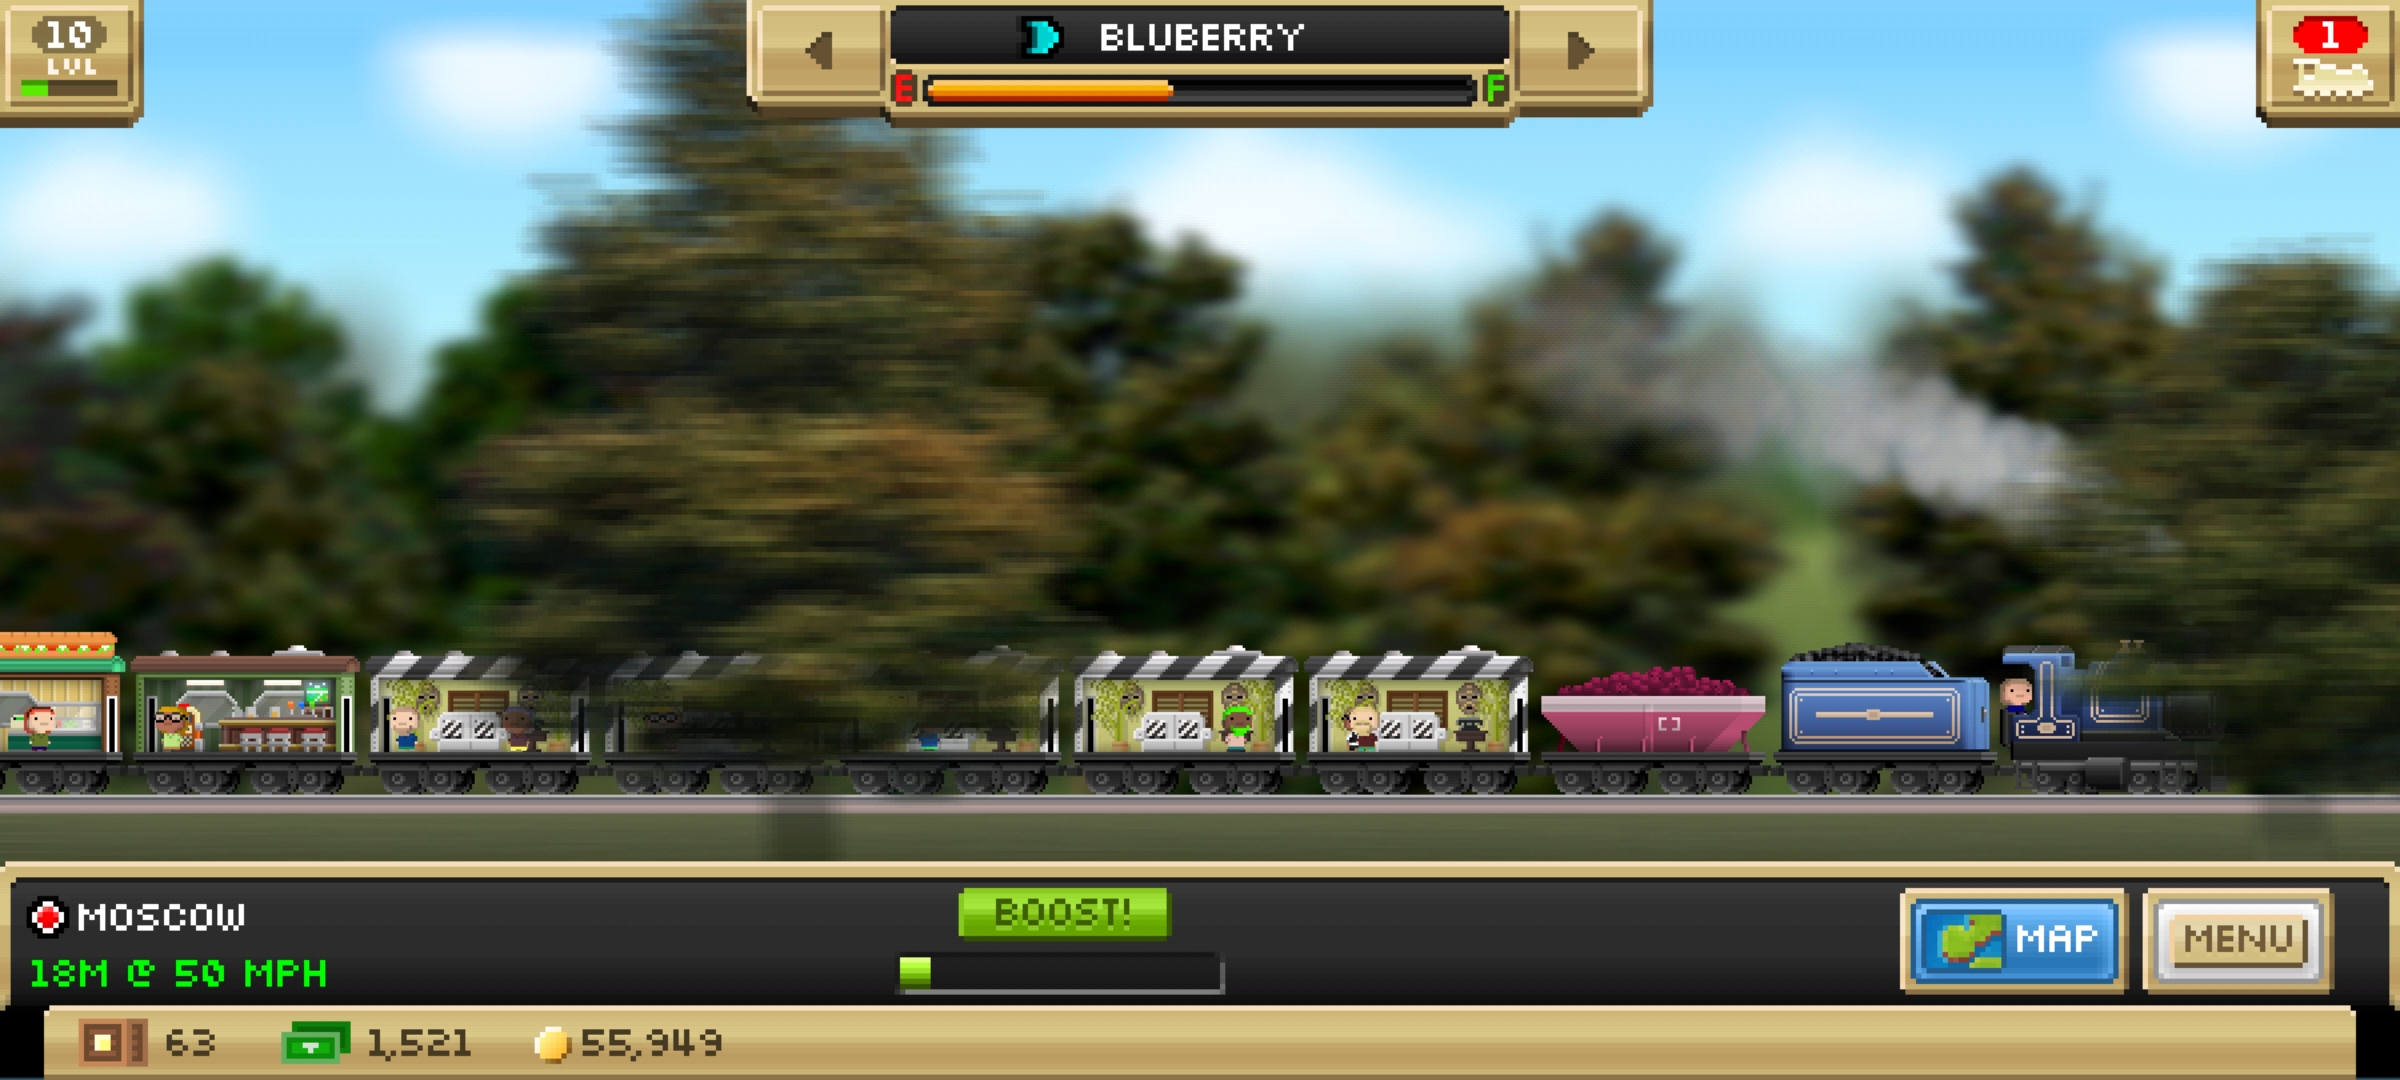 10
LVL
BLUBERRY
E F
1
MOSCOW
18M @ 50 MPH
BOOST!
MAP
MENU
63
1,521
55,949